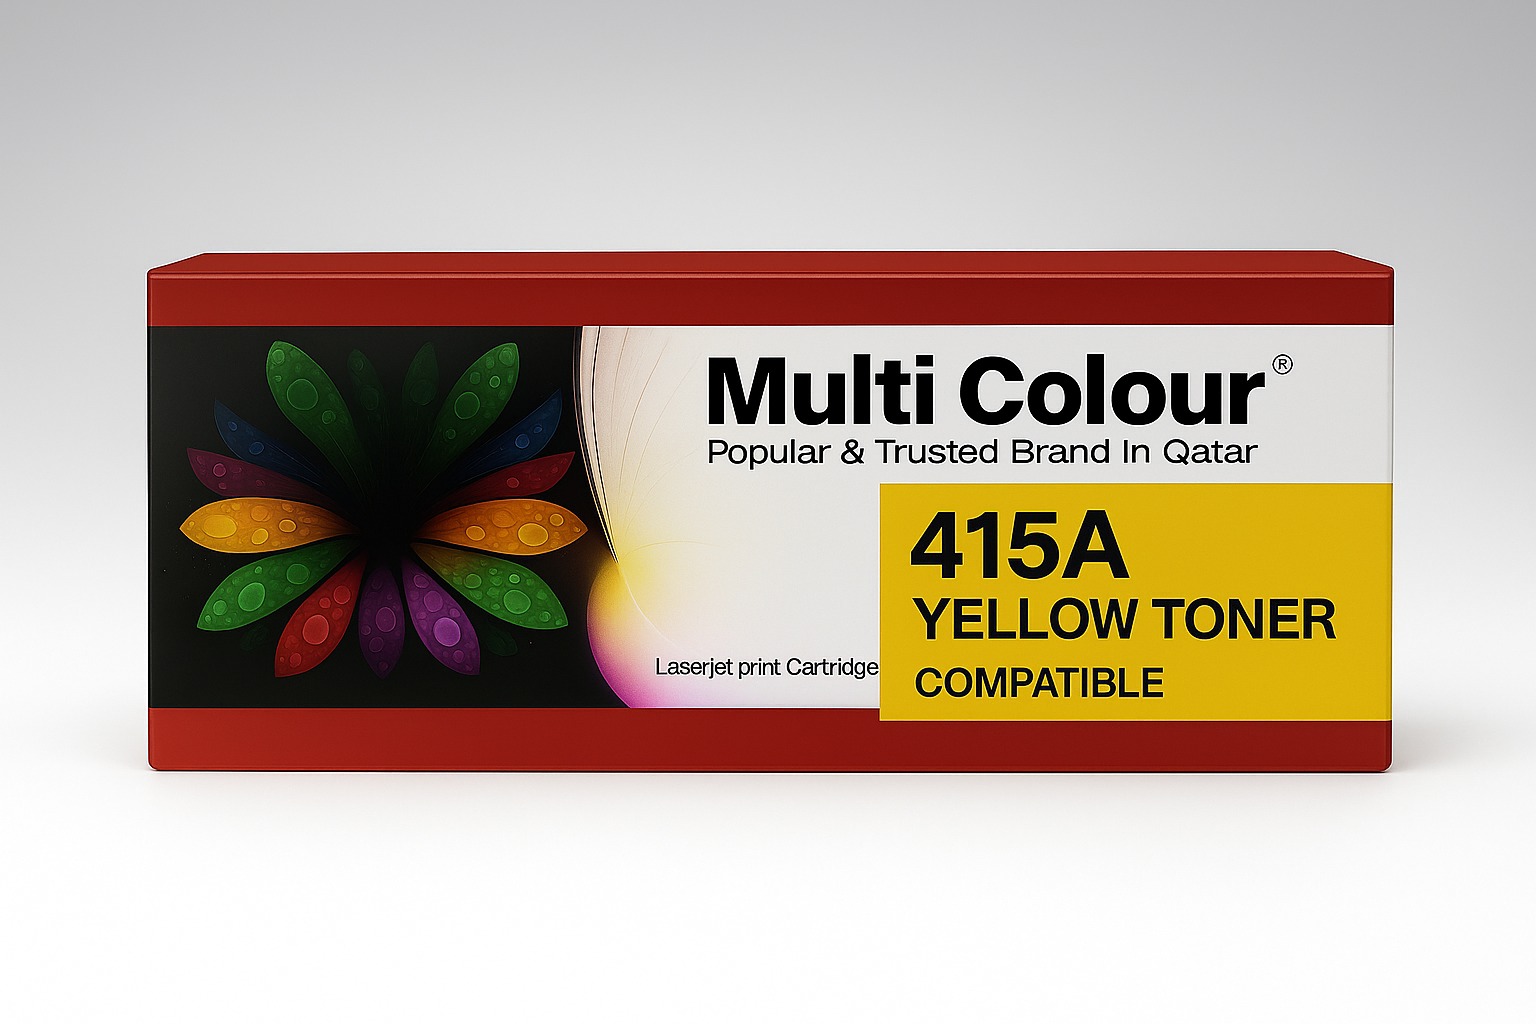 Multi Colour®
Popular & Trusted Brand In Qatar
415A
YELLOW TONER
Laserjet print Cartridge
COMPATIBLE